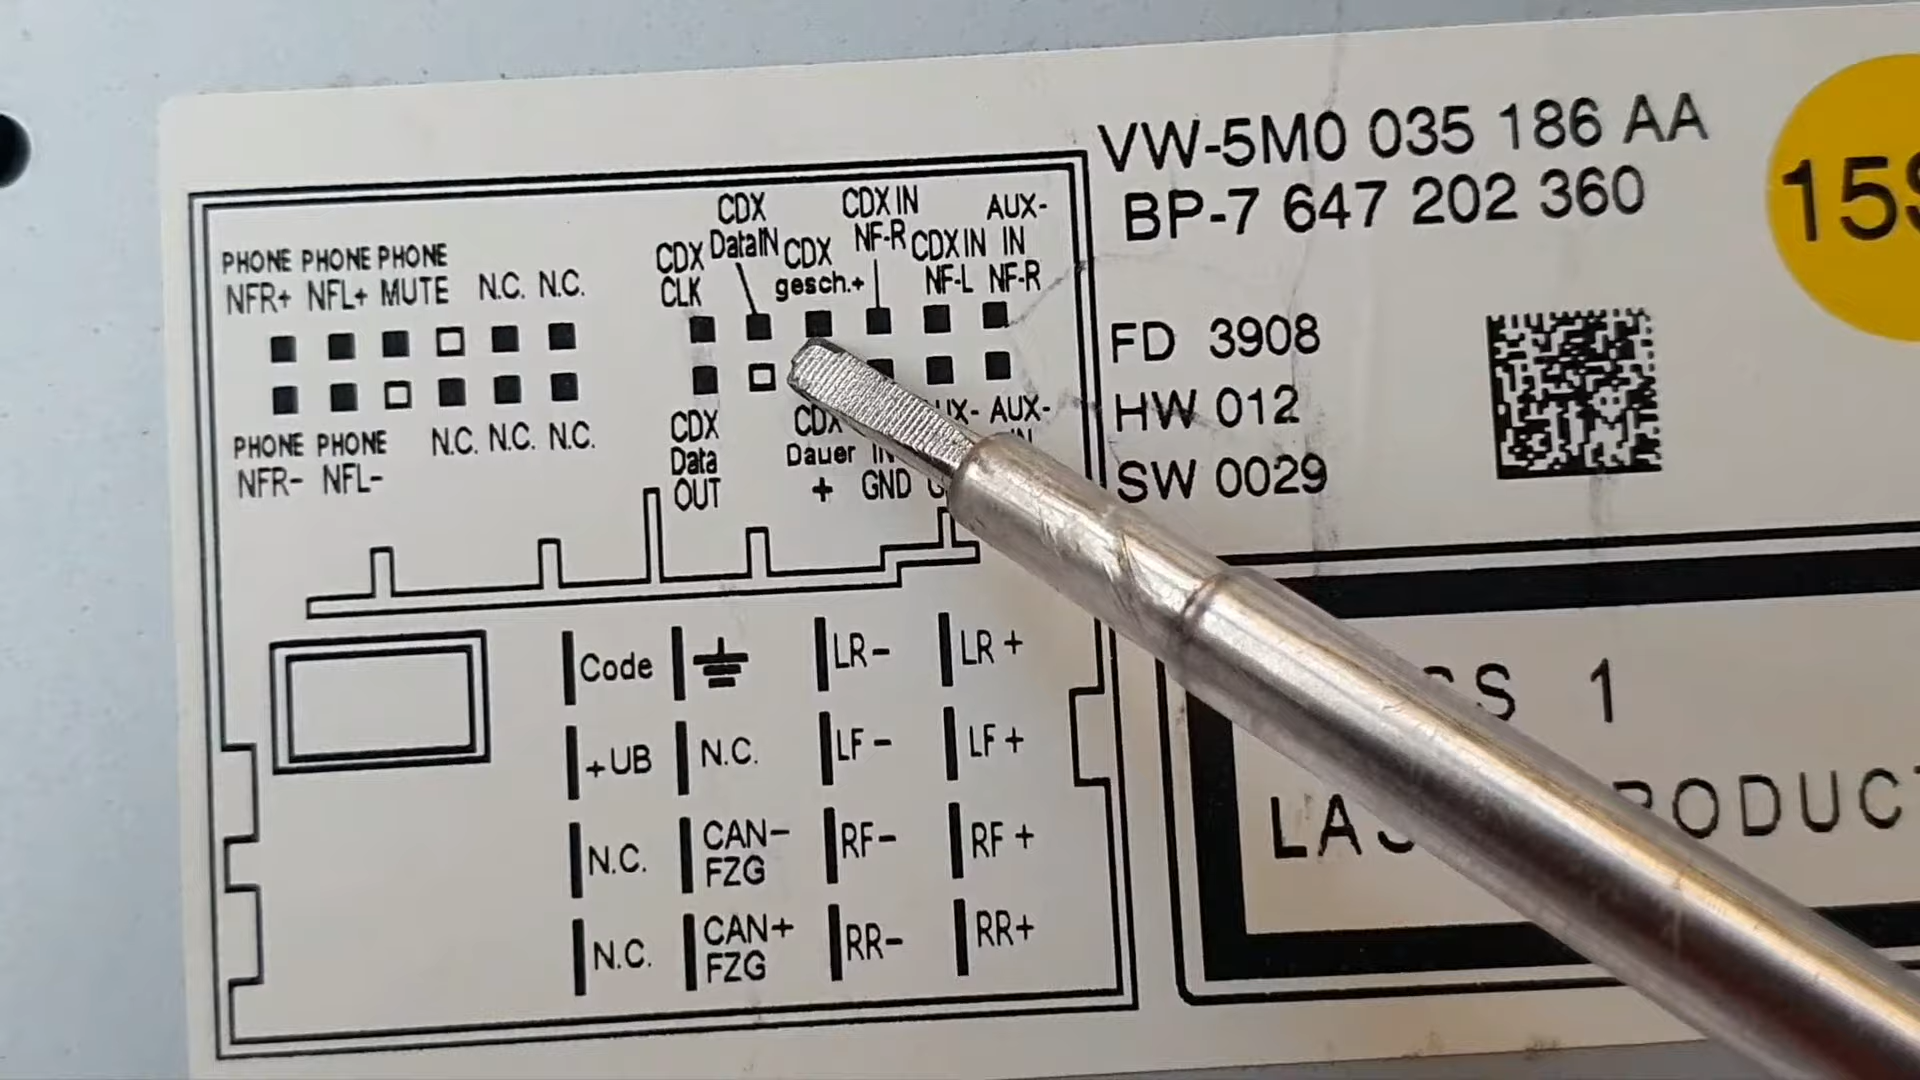 VW-5M0 035 186 AA
BP-7 647 202 360
FD 3908
HW 012
SW 0029
PHONE PHONE PHONE
NFR+ NFL+ MUTE N.C. N.C.
PHONE PHONE N.C. N.C. N.C.
NFR- NFL-
CDX
CLK
CDX
DataIN
CDX
gesch.+
CDX IN
NF-R
CDX IN
NF-L
AUX-
IN
NF-R
CDX
Data
OUT
CDX
Dauer
+
GND
AUX-
Code
LR- LR+
+UB N.C. LF- LF+
N.C. CAN- FZG RF- RF+
N.C. CAN+ FZG RR- RR+
1